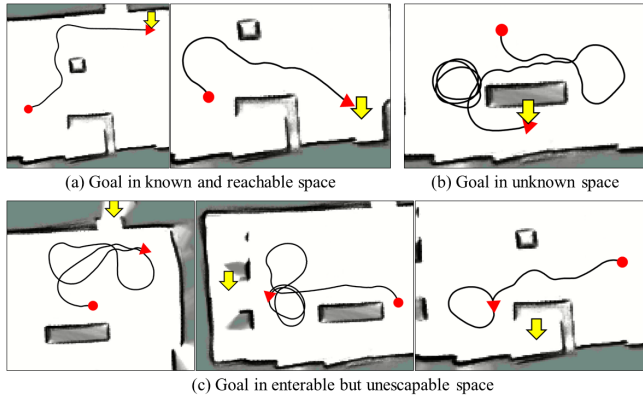 (a) Goal in known and reachable space
(b) Goal in unknown space
(c) Goal in enterable but unescapable space